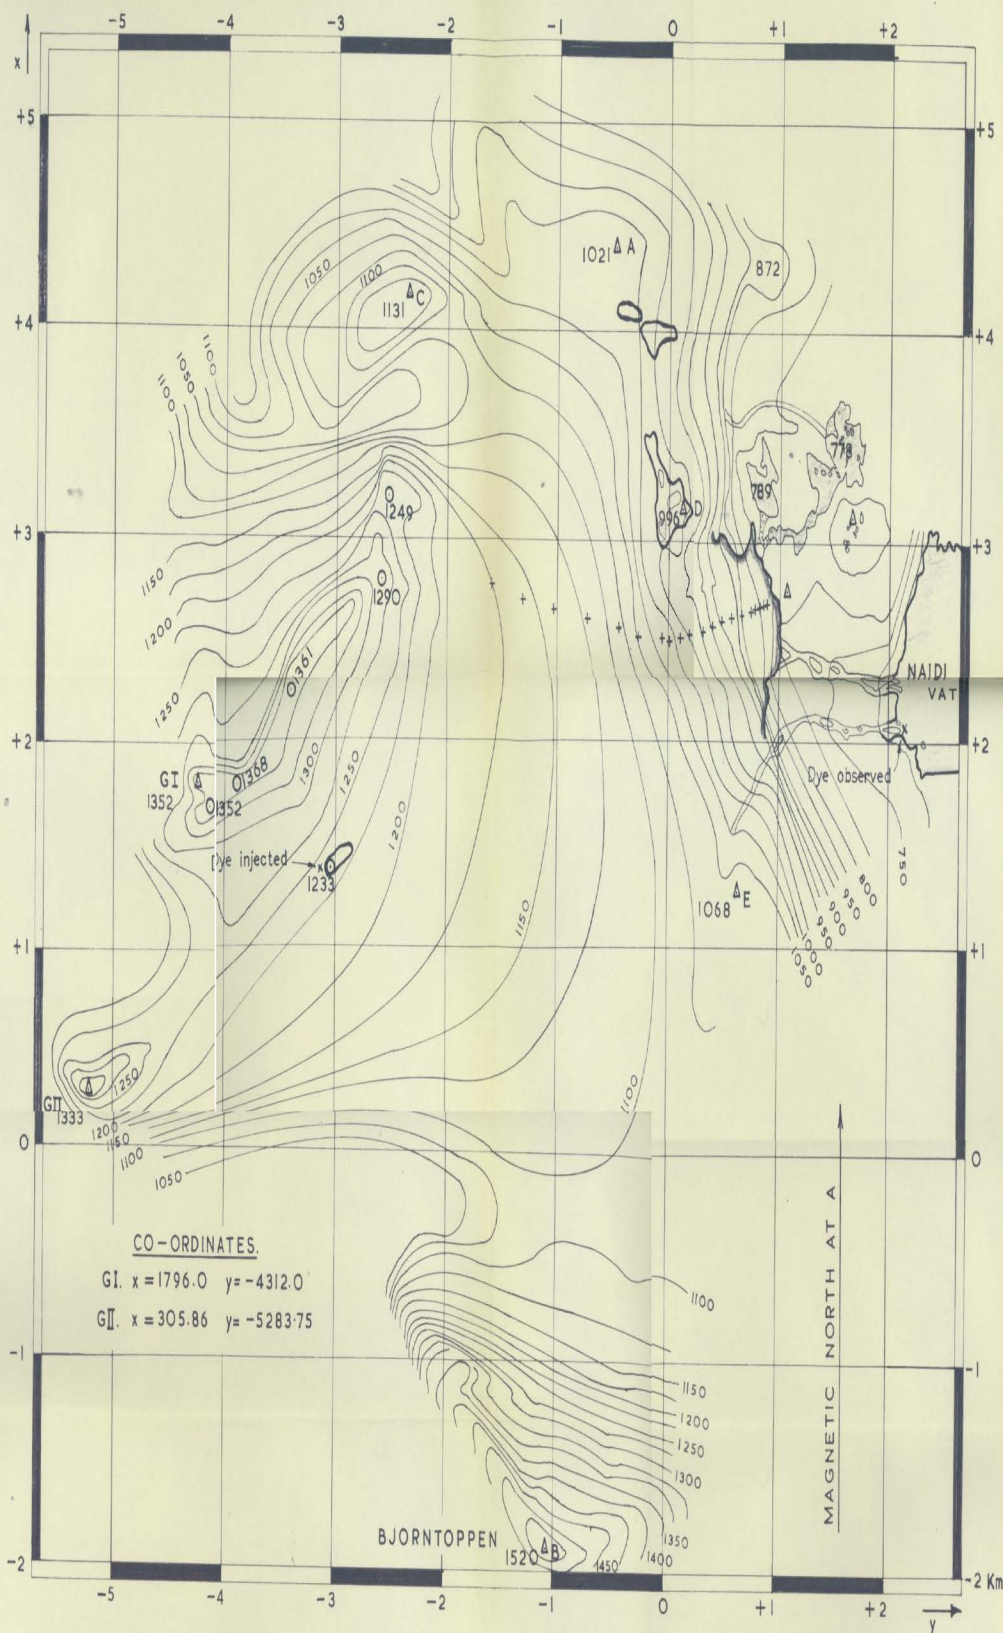 -5 -4 -3 -2 -1 0 +1 +2
x
+5 +5
1021 A
872
1050
1100
1131 C
+4 +4
1100
1050
1100
778
789
1249
996 D
+3 +3
1150
1290
1200
1361
NAIDI
VAT
1250
+2 +2
GI
1352
1368
1352
1300
1250
1200
Dye observed
Dye injected
x
1233
1068 E
750
800
850
900
950
1000
1050
1150
+1 +1
1250
GII
1333
1200
1150
1100
1050
1100
0 0
CO-ORDINATES.
GI. x = 1796.0 y = -4312.0
GII. x = 305.86 y = -5283.75
1100
MAGNETIC NORTH AT A
-1 -1
1150
1200
1250
1300
1350
1400
1450
BJORNTOPPEN
1520 B
-2 -2 Km
-5 -4 -3 -2 -1 0 +1 +2
y